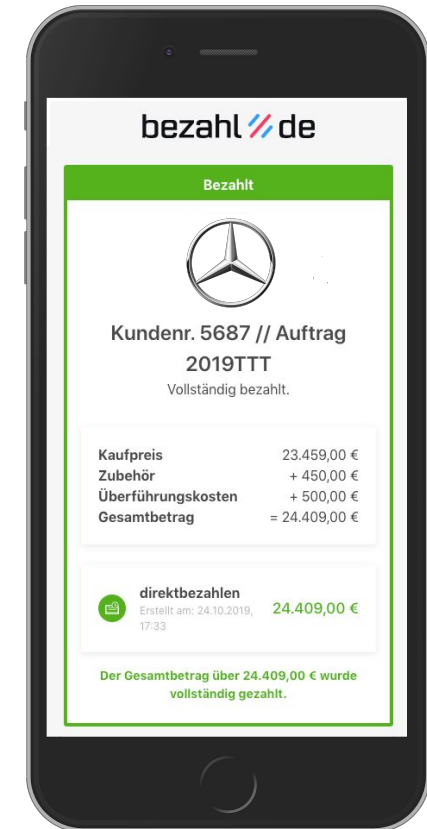 bezahl // de
Bezahlt
Kundenr. 5687 // Auftrag
2019TTT
Vollständig bezahlt.
Kaufpreis 23.459,00 €
Zubehör + 450,00 €
Überführungskosten + 500,00 €
Gesamtbetrag = 24.409,00 €
direktbezahlen
Erstellt am: 24.10.2019,
17:33
24.409,00 €
Der Gesamtbetrag über 24.409,00 € wurde
vollständig gezahlt.